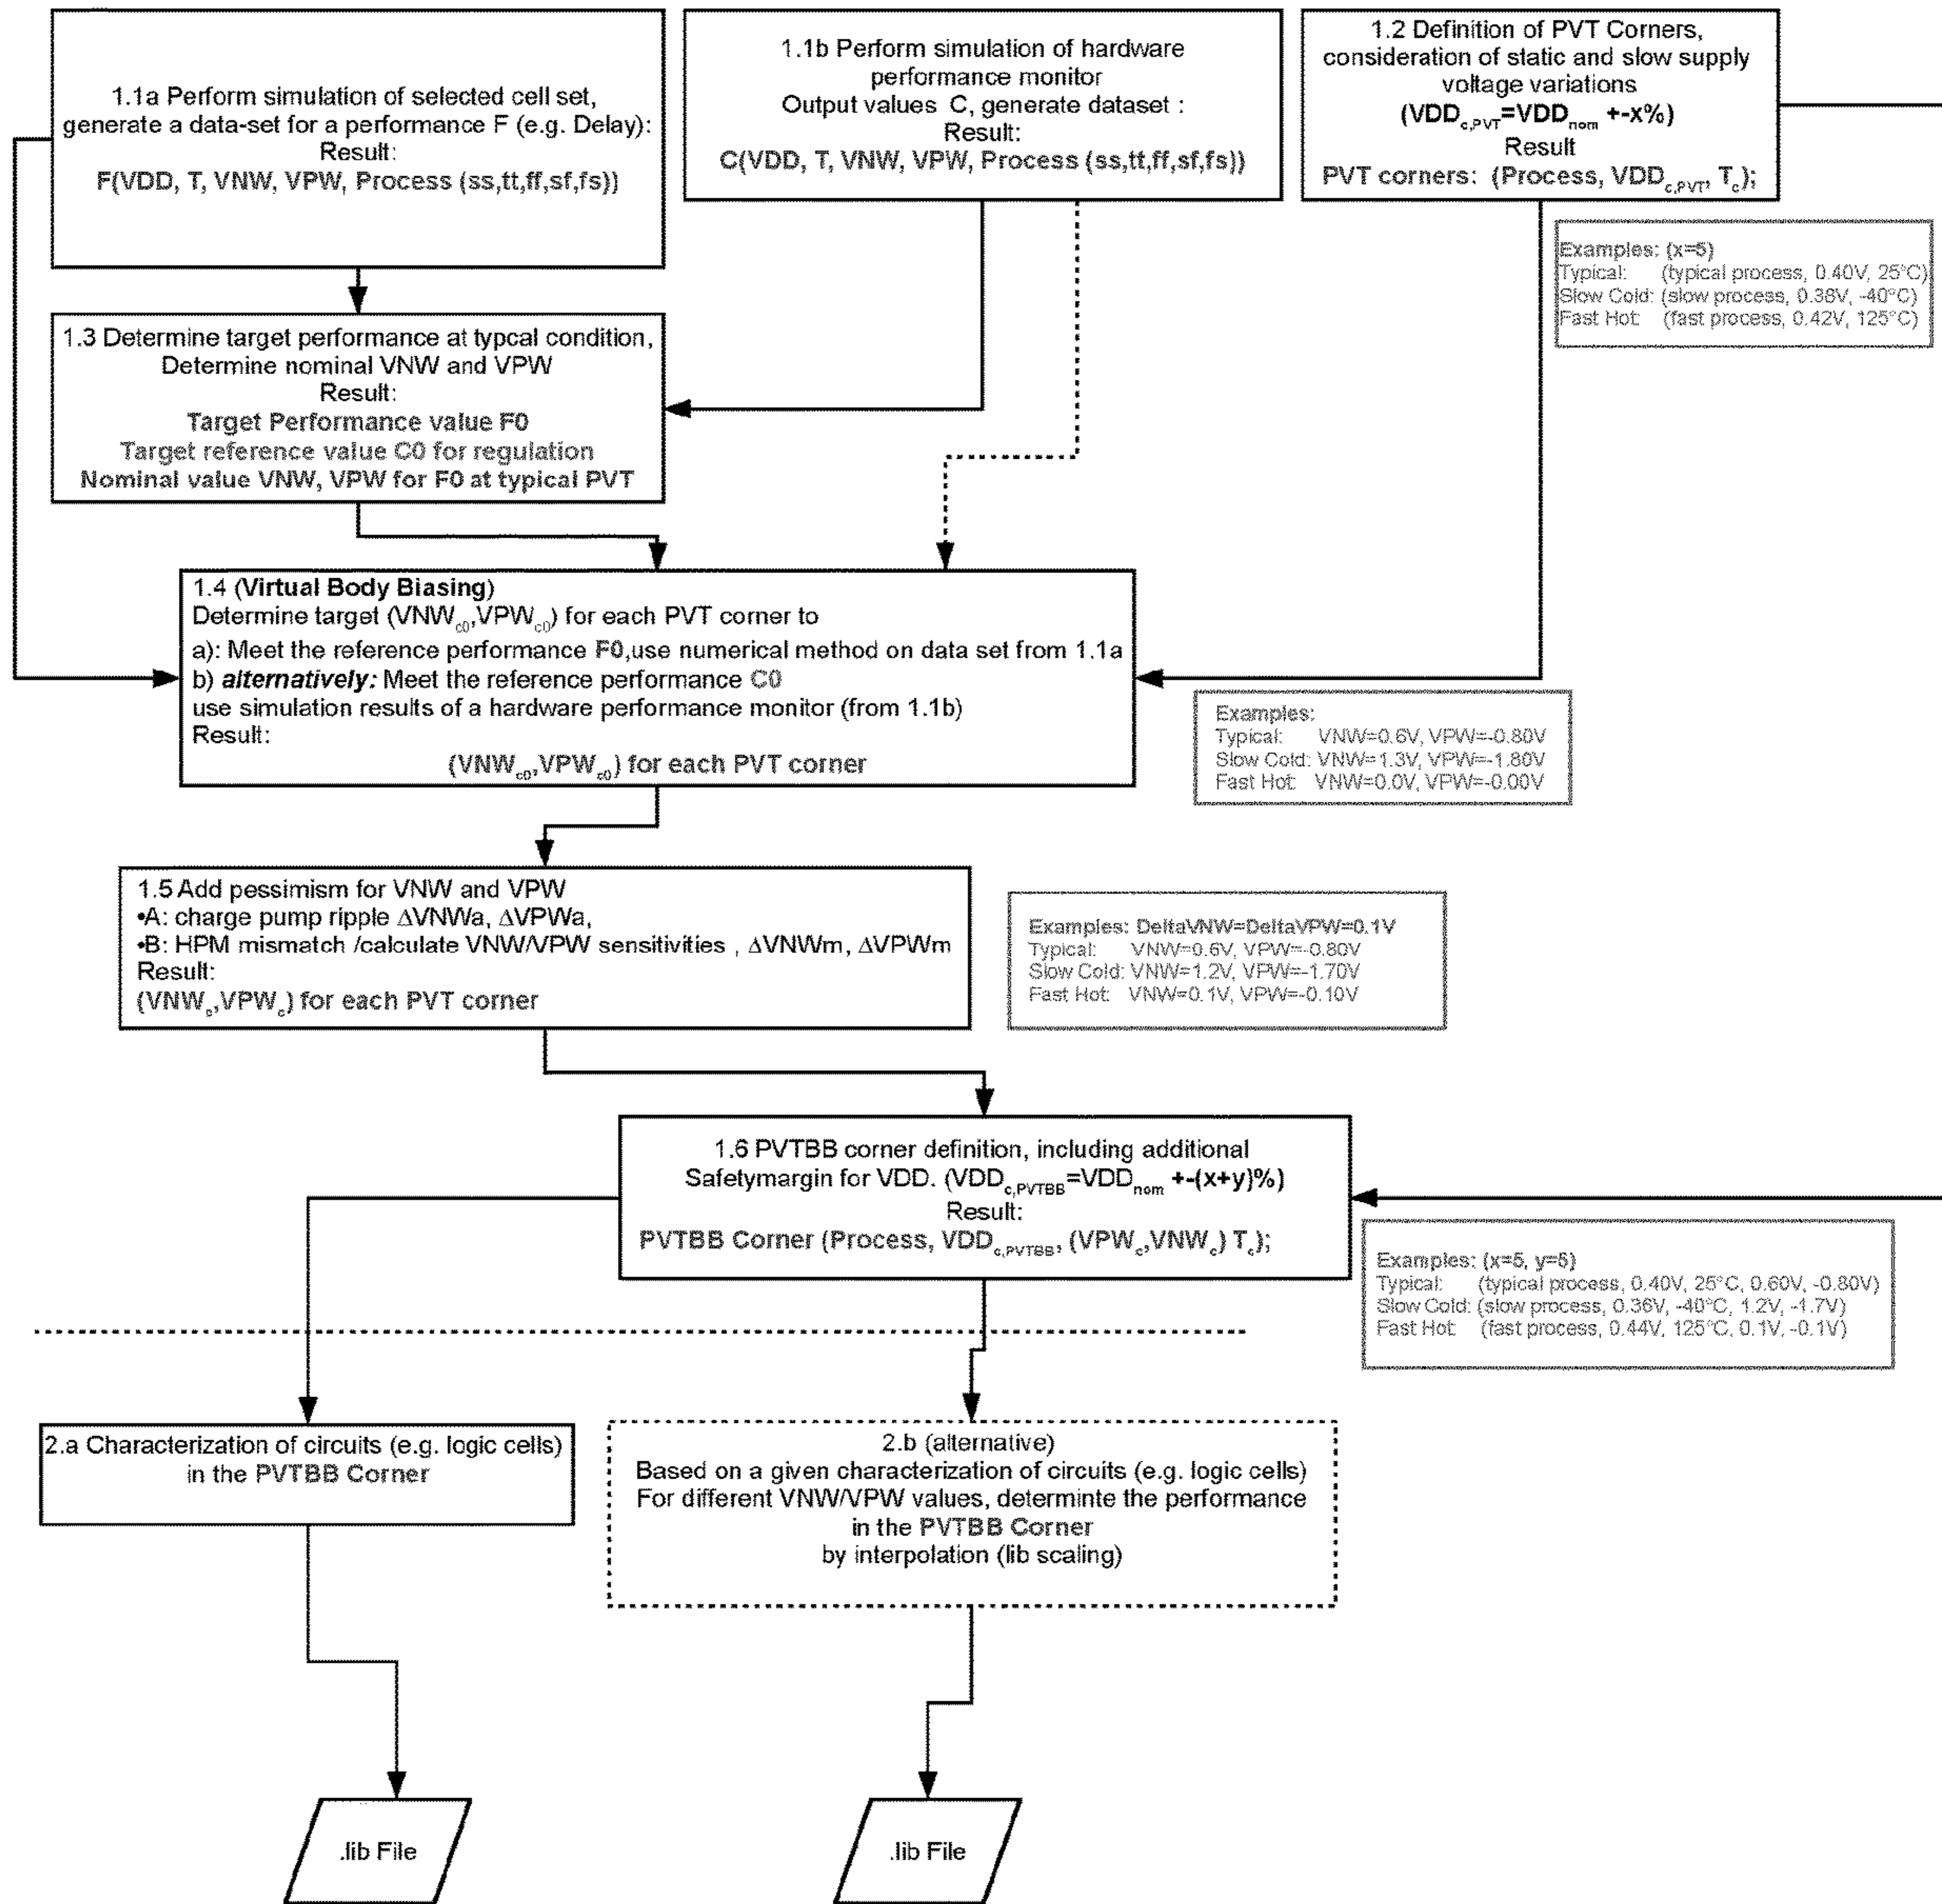 1.1a Perform simulation of selected cell set,
generate a data-set for a performance F (e.g. Delay):
Result:
F(VDD, T, VNW, VPW, Process (ss,tt,ff,sf,fs))
1.1b Perform simulation of hardware
performance monitor
Output values C, generate dataset :
Result:
C(VDD, T, VNW, VPW, Process (ss,tt,ff,sf,fs))
1.2 Definition of PVT Corners,
consideration of static and slow supply
voltage variations
(VDD_c,PVT=VDD_nom +-x%)
Result
PVT corners: (Process, VDD_c,PVT, T_c);
Examples: (x=5)
Typical: (typical process, 0.40V, 25°C)
Slow Cold: (slow process, 0.38V, -40°C)
Fast Hot: (fast process, 0.42V, 125°C)
1.3 Determine target performance at typcal condition,
Determine nominal VNW and VPW
Result:
Target Performance value F0
Target reference value C0 for regulation
Nominal value VNW, VPW for F0 at typical PVT
1.4 (Virtual Body Biasing)
Determine target (VNW_c0,VPW_c0) for each PVT corner to
a): Meet the reference performance F0,use numerical method on data set from 1.1a
b) alternatively: Meet the reference performance C0
use simulation results of a hardware performance monitor (from 1.1b)
Result:
(VNW_c0,VPW_c0) for each PVT corner
Examples:
Typical: VNW=0.6V, VPW=-0.80V
Slow Cold: VNW=1.3V, VPW=-1.80V
Fast Hot: VNW=0.0V, VPW=-0.00V
1.5 Add pessimism for VNW and VPW
•A: charge pump ripple ΔVNWa, ΔVPWa,
•B: HPM mismatch /calculate VNW/VPW sensitivities , ΔVNWm, ΔVPWm
Result:
(VNW_c,VPW_c) for each PVT corner
Examples: DeltaVNW=DeltaVPW=0.1V
Typical: VNW=0.6V, VPW=-0.80V
Slow Cold: VNW=1.2V, VPW=-1.70V
Fast Hot: VNW=0.1V, VPW=-0.10V
1.6 PVTBB corner definition, including additional
Safetymargin for VDD. (VDD_c,PVTBB=VDD_nom +-(x+y)%)
Result:
PVTBB Corner (Process, VDD_c,PVTBB, (VPW_c,VNW_c) T_c);
Examples: (x=5, y=5)
Typical: (typical process, 0.40V, 25°C, 0.60V, -0.80V)
Slow Cold: (slow process, 0.36V, -40°C, 1.2V, -1.7V)
Fast Hot: (fast process, 0.44V, 125°C, 0.1V, -0.1V)
2.a Characterization of circuits (e.g. logic cells)
in the PVTBB Corner
2.b (alternative)
Based on a given characterization of circuits (e.g. logic cells)
For different VNW/VPW values, determinte the performance
in the PVTBB Corner
by interpolation (lib scaling)
.lib File
.lib File